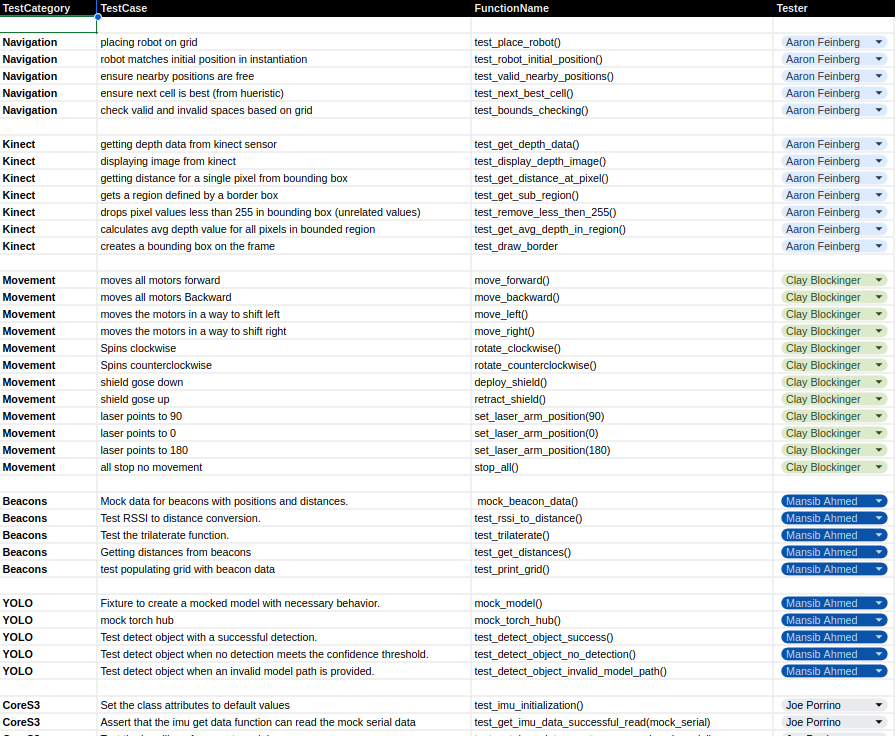 TestCategory TestCase FunctionName Tester
Navigation placing robot on grid test_place_robot() Aaron Feinberg
Navigation robot matches initial position in instantiation test_robot_initial_position() Aaron Feinberg
Navigation ensure nearby positions are free test_valid_nearby_positions() Aaron Feinberg
Navigation ensure next cell is best (from hueristic) test_next_best_cell() Aaron Feinberg
Navigation check valid and invalid spaces based on grid test_bounds_checking() Aaron Feinberg
Kinect getting depth data from kinect sensor test_get_depth_data() Aaron Feinberg
Kinect displaying image from kinect test_display_depth_image() Aaron Feinberg
Kinect getting distance for a single pixel from bounding box test_get_distance_at_pixel() Aaron Feinberg
Kinect gets a region defined by a border box test_get_sub_region() Aaron Feinberg
Kinect drops pixel values less than 255 in bounding box (unrelated values) test_remove_less_then_255() Aaron Feinberg
Kinect calculates avg depth value for all pixels in bounded region test_get_avg_depth_in_region() Aaron Feinberg
Kinect creates a bounding box on the frame test_draw_border Aaron Feinberg
Movement moves all motors forward move_forward() Clay Blockinger
Movement moves all motors Backward move_backward() Clay Blockinger
Movement moves the motors in a way to shift left move_left() Clay Blockinger
Movement moves the motors in a way to shift right move_right() Clay Blockinger
Movement Spins clockwise rotate_clockwise() Clay Blockinger
Movement Spins counterclockwise rotate_counterclockwise() Clay Blockinger
Movement shield gose down deploy_shield() Clay Blockinger
Movement shield gose up retract_shield() Clay Blockinger
Movement laser points to 90 set_laser_arm_position(90) Clay Blockinger
Movement laser points to 0 set_laser_arm_position(0) Clay Blockinger
Movement laser points to 180 set_laser_arm_position(180) Clay Blockinger
Movement all stop no movement stop_all() Clay Blockinger
Beacons Mock data for beacons with positions and distances. mock_beacon_data() Mansib Ahmed
Beacons Test RSSI to distance conversion. test_rssi_to_distance() Mansib Ahmed
Beacons Test the trilaterate function. test_trilaterate() Mansib Ahmed
Beacons Getting distances from beacons test_get_distances() Mansib Ahmed
Beacons test populating grid with beacon data test_print_grid() Mansib Ahmed
YOLO Fixture to create a mocked model with necessary behavior. mock_model() Mansib Ahmed
YOLO mock torch hub mock_torch_hub() Mansib Ahmed
YOLO Test detect object with a successful detection. test_detect_object_success() Mansib Ahmed
YOLO Test detect object when no detection meets the confidence threshold. test_detect_object_no_detection() Mansib Ahmed
YOLO Test detect object when an invalid model path is provided. test_detect_object_invalid_model_path() Mansib Ahmed
CoreS3 Set the class attributes to default values test_imu_initialization() Joe Porrino
CoreS3 Assert that the imu get data function can read the mock serial data test_get_imu_data_successful_read(mock_serial) Joe Porrino